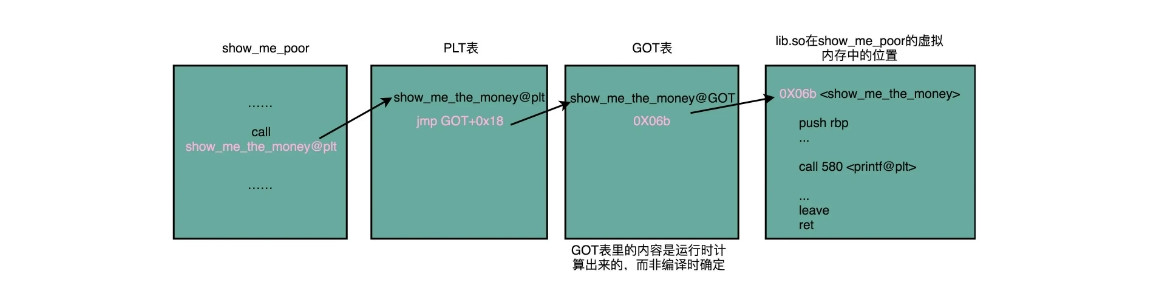 show_me_poor
……
call
show_me_the_money@plt
……
PLT表
show_me_the_money@plt
jmp GOT+0x18
GOT表
show_me_the_money@GOT
0X06b
GOT表里的内容是运行时计
算出来的，而非编译时确定
lib.so在show_me_poor的虚拟
内存中的位置
0X06b <show_me_the_money>
push rbp
...
call 580 <printf@plt>
...
leave
ret